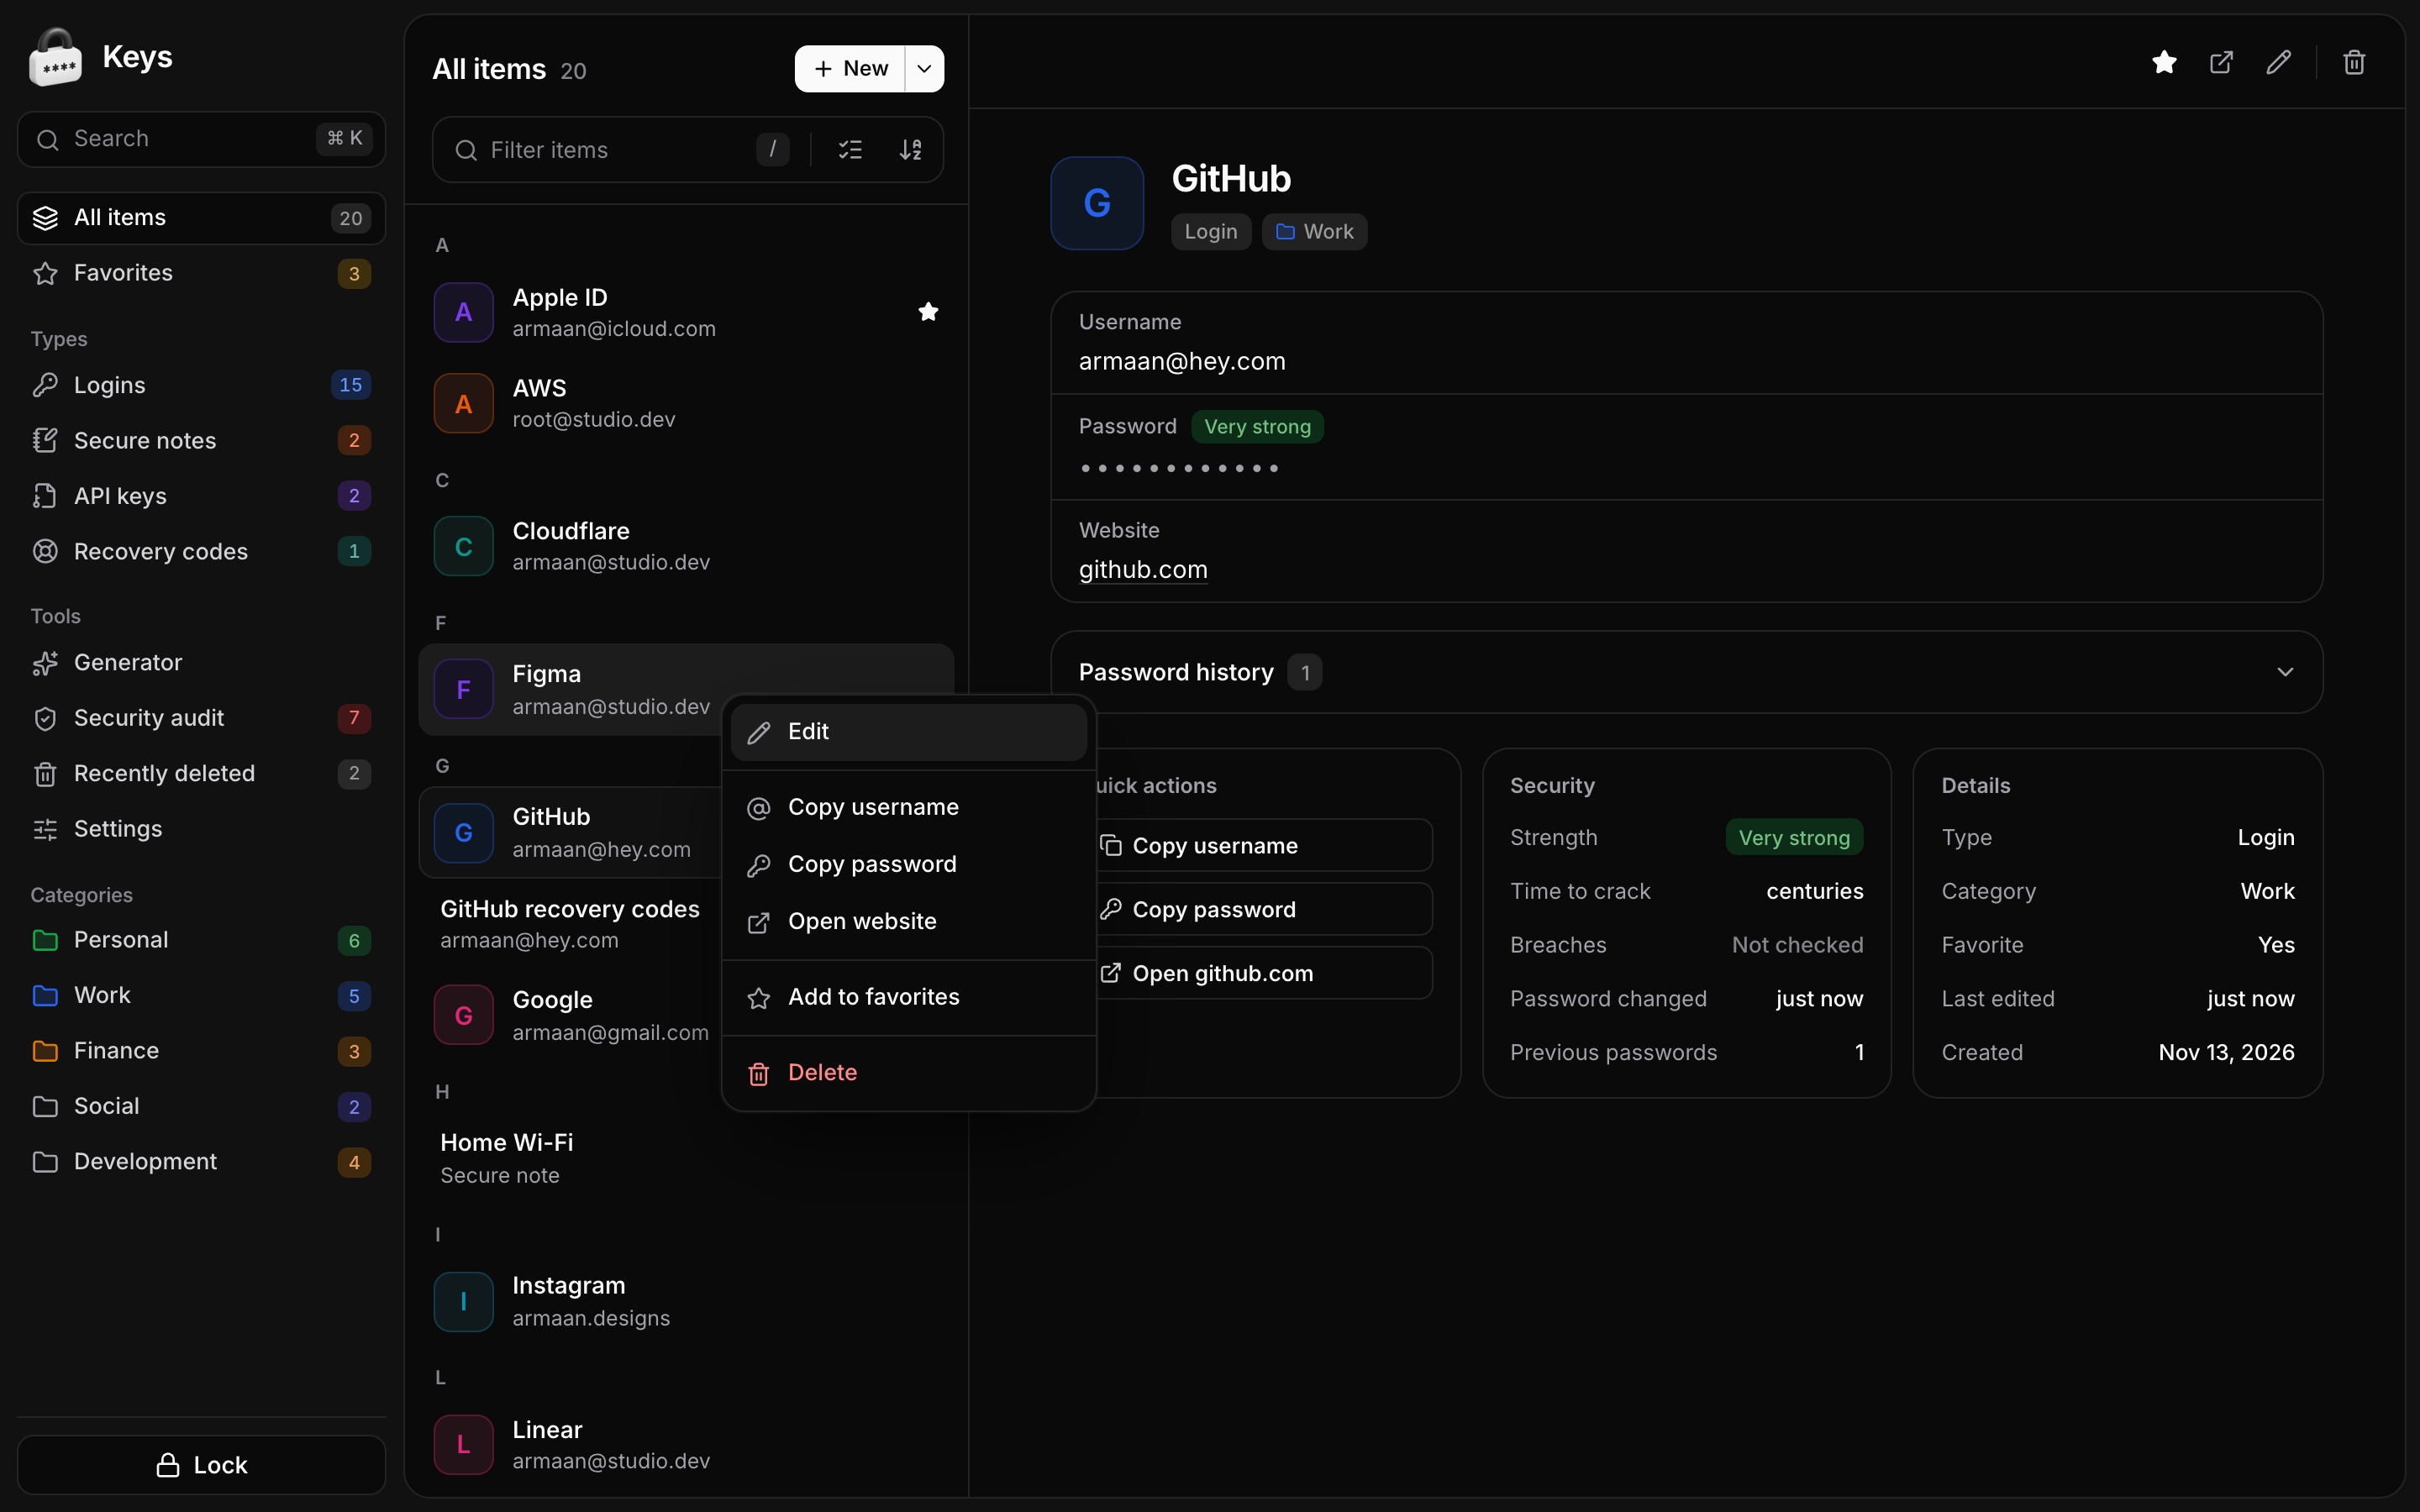 ****
Keys
Search
⌘ K
All items 20
Favorites 3
Types
Logins 15
Secure notes 2
API keys 2
Recovery codes 1
Tools
Generator
Security audit 7
Recently deleted 2
Settings
Categories
Personal 6
Work 5
Finance 3
Social 2
Development 4
Lock
All items 20
+ New
Filter items /
A
A
Apple ID
armaan@icloud.com
A
AWS
root@studio.dev
C
C
Cloudflare
armaan@studio.dev
F
F
Figma
armaan@studio.dev
G
G
GitHub
armaan@hey.com
GitHub recovery codes
armaan@hey.com
G
Google
armaan@gmail.com
H
Home Wi-Fi
Secure note
I
I
Instagram
armaan.designs
L
L
Linear
armaan@studio.dev
Edit
Copy username
Copy password
Open website
Add to favorites
Delete
G
GitHub
Login
Work
Username
armaan@hey.com
Password Very strong
••••••••••••
Website
github.com
Password history 1
uick actions
Copy username
Copy password
Open github.com
Security
Strength Very strong
Time to crack centuries
Breaches Not checked
Password changed just now
Previous passwords 1
Details
Type Login
Category Work
Favorite Yes
Last edited just now
Created Nov 13, 2026